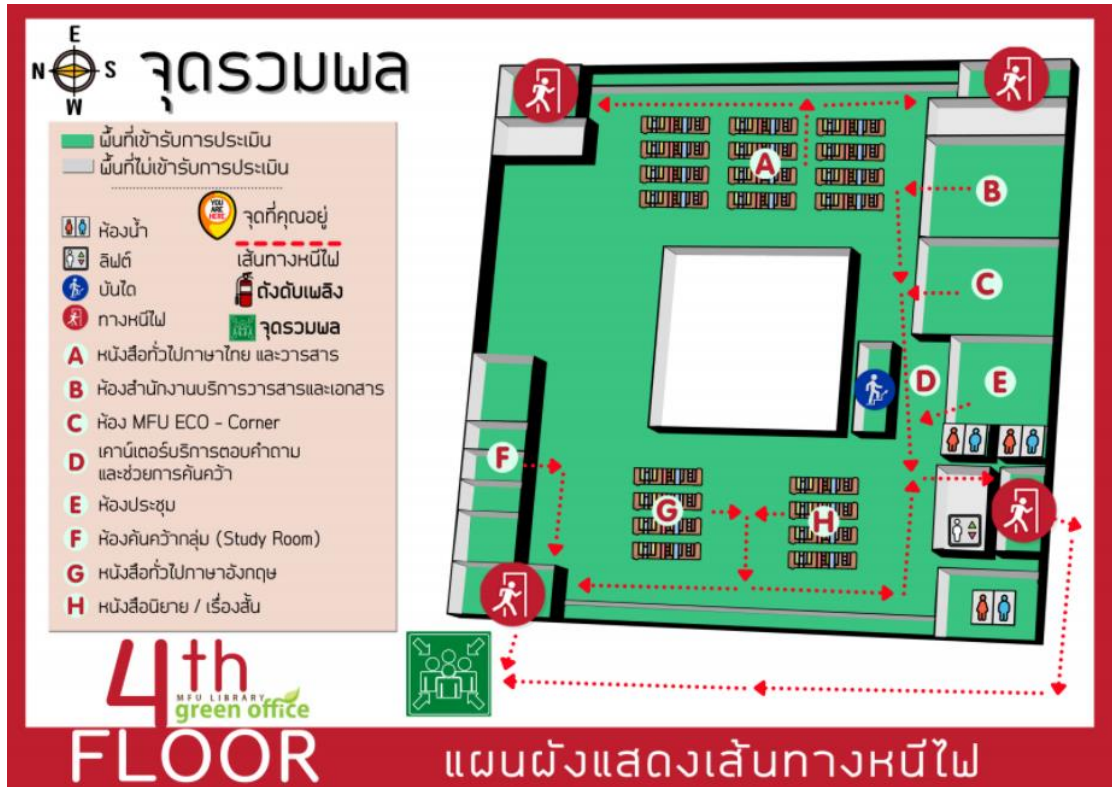 E
N S
W
จุดรวมพล
พื้นที่เข้ารับการประเมิน
พื้นที่ไม่เข้ารับการประเมิน
ห้องน้ำ
YOU ARE HERE จุดที่คุณอยู่
ลิฟต์
เส้นทางหนีไฟ
บันได
ถังดับเพลิง
ทางหนีไฟ
จุดรวมพล
A หนังสือทั่วไปภาษาไทย และวารสาร
B ห้องสำนักงานบริการวารสารและเอกสาร
C ห้อง MFU ECO - Corner
D เคาน์เตอร์บริการตอบคำถาม
และช่วยการค้นคว้า
E ห้องประชุม
F ห้องค้นคว้ากลุ่ม (Study Room)
G หนังสือทั่วไปภาษาอังกฤษ
H หนังสือนิยาย / เรื่องสั้น
A
B
C
D
E
F
G
H
4th
MFU LIBRARY
green office
FLOOR
แผนผังแสดงเส้นทางหนีไฟ